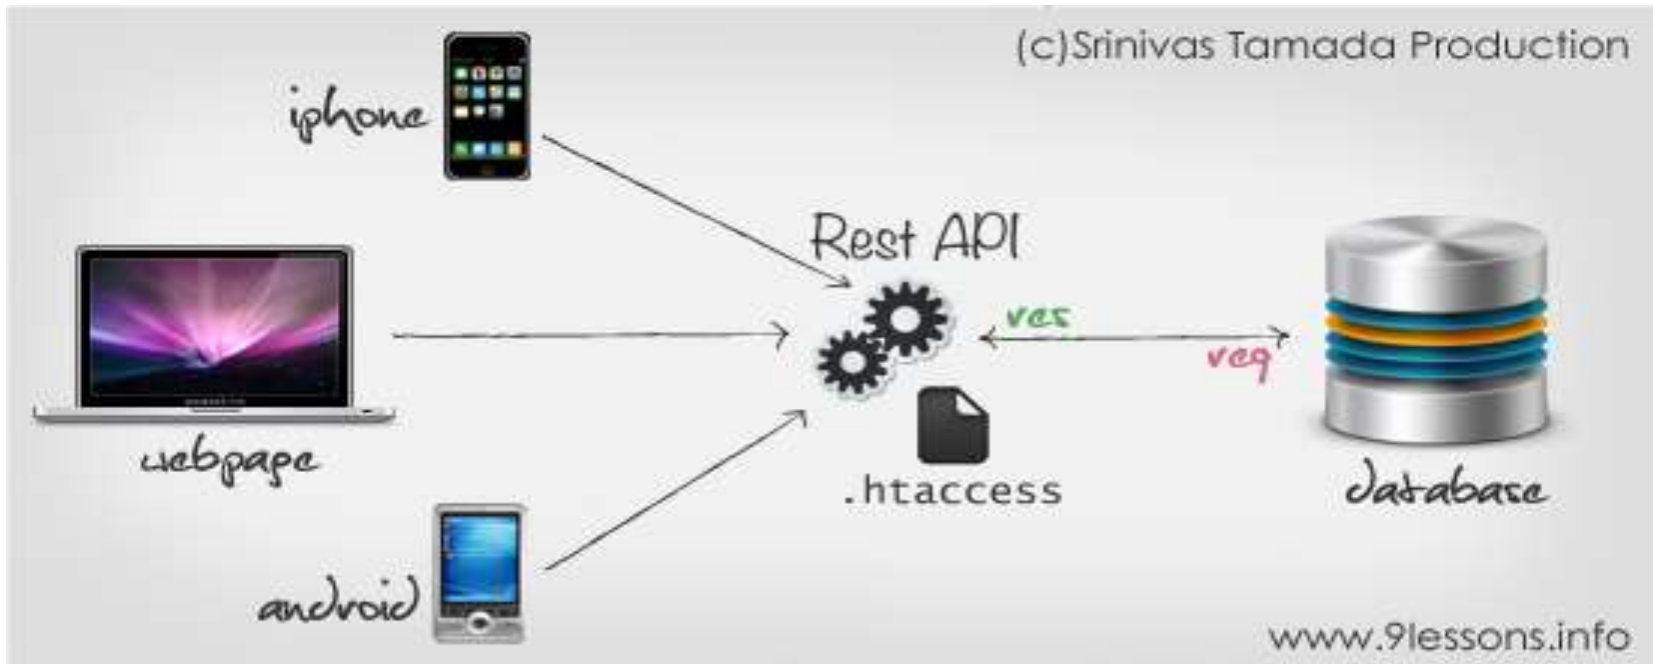 (c)Srinivas Tamada Production
iphone
Rest API
res
req
webpage
.htaccess
database
android
www.9lessons.info